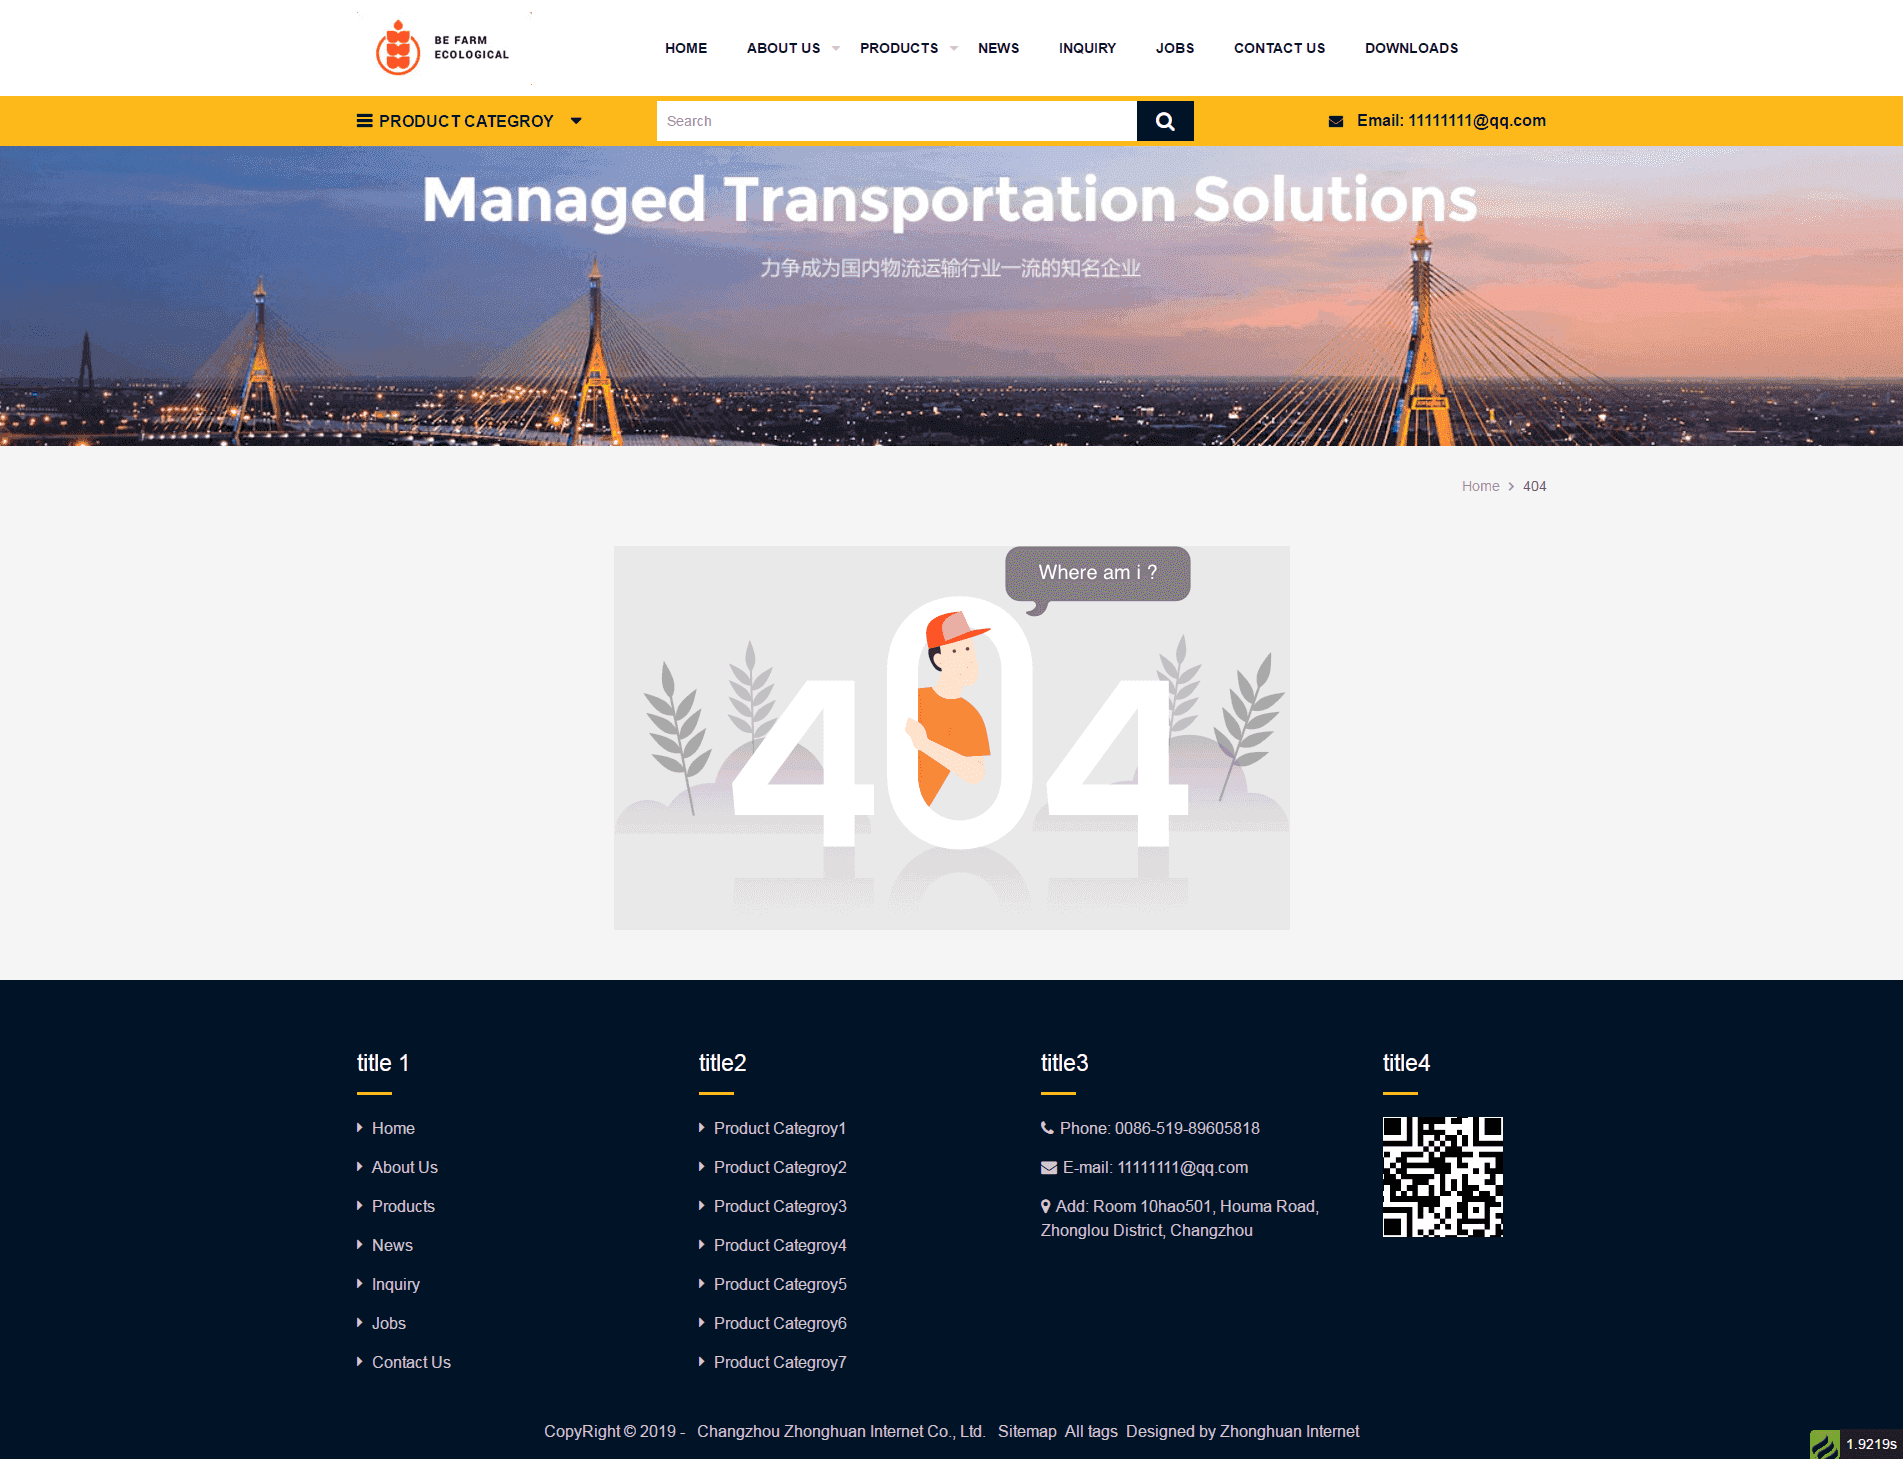 BE FARM
ECOLOGICAL
HOME ABOUT US PRODUCTS NEWS INQUIRY JOBS CONTACT US DOWNLOADS
PRODUCT CATEGROY
Search
Email: 11111111@qq.com
Managed Transportation Solutions
力争成为国内物流运输行业一流的知名企业
Home > 404
Where am i ?
404
title 1
Home
About Us
Products
News
Inquiry
Jobs
Contact Us
title2
Product Categroy1
Product Categroy2
Product Categroy3
Product Categroy4
Product Categroy5
Product Categroy6
Product Categroy7
title3
Phone: 0086-519-89605818
E-mail: 11111111@qq.com
Add: Room 10hao501, Houma Road,
Zhonglou District, Changzhou
title4
CopyRight © 2019 - Changzhou Zhonghuan Internet Co., Ltd. Sitemap All tags Designed by Zhonghuan Internet
1.9219s